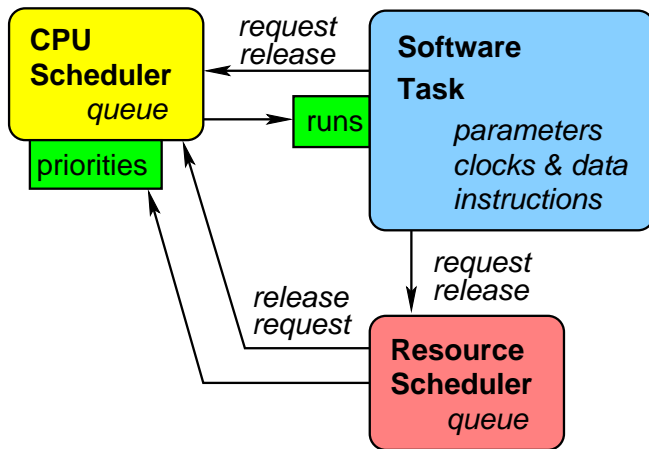 CPU
Scheduler
queue
priorities
request
release
runs
Software
Task
parameters
clocks & data
instructions
request
release
release
request
Resource
Scheduler
queue